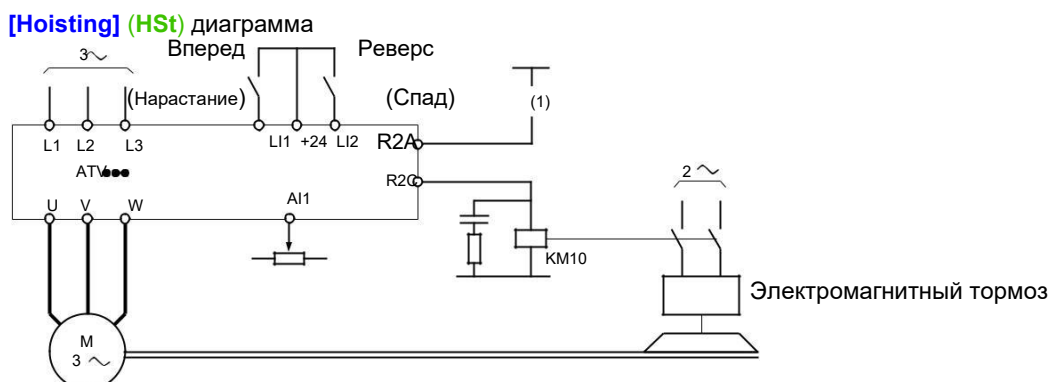 [Hoisting] (HSt) диаграмма
3 Вперед Реверс
(Нарастание) (Спад) (1)
L1 L2 L3 LI1 +24 LI2 R2A
ATV●●● R2C 2
U V W AI1
KM10
Электромагнитный тормоз
M
3